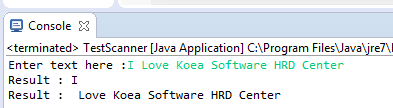 Console
<terminated> TestScanner [Java Application] C:\Program Files\Java\jre7\
Enter text here :I Love Koea Software HRD Center
Result : I
Result :  Love Koea Software HRD Center